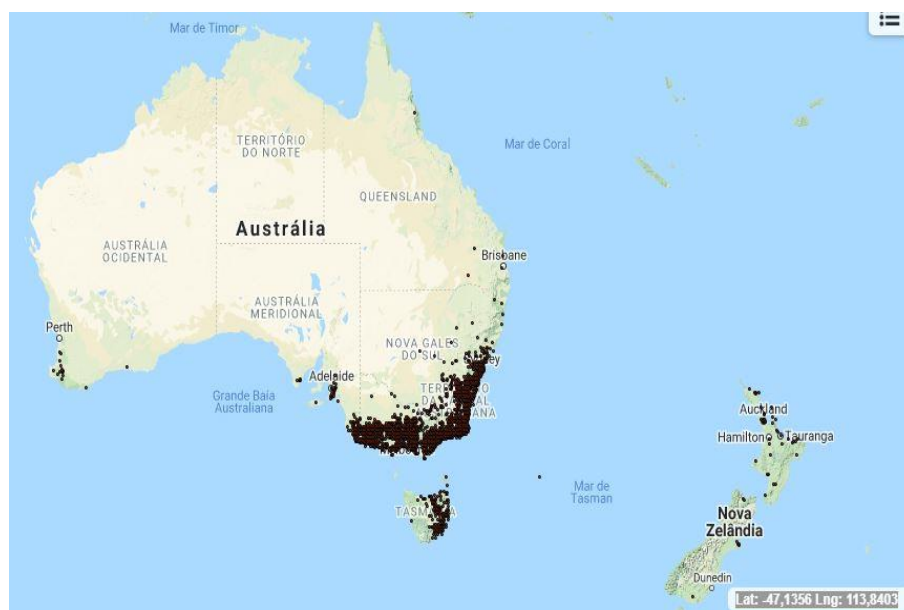 Mar de Timor
TERRITÓRIO
DO NORTE
Mar de Coral
QUEENSLAND
Austrália
AUSTRÁLIA
OCIDENTAL
Brisbane
AUSTRÁLIA
MERIDIONAL
Perth
NOVA GALES
DO SUL
Adelaide
Grande Baía
Australiana
Auckland
Hamilton
Tauranga
Mar de
Tasman
Nova
Zelândia
Dunedin
Lat: -47,1356 Lng: 113,8403